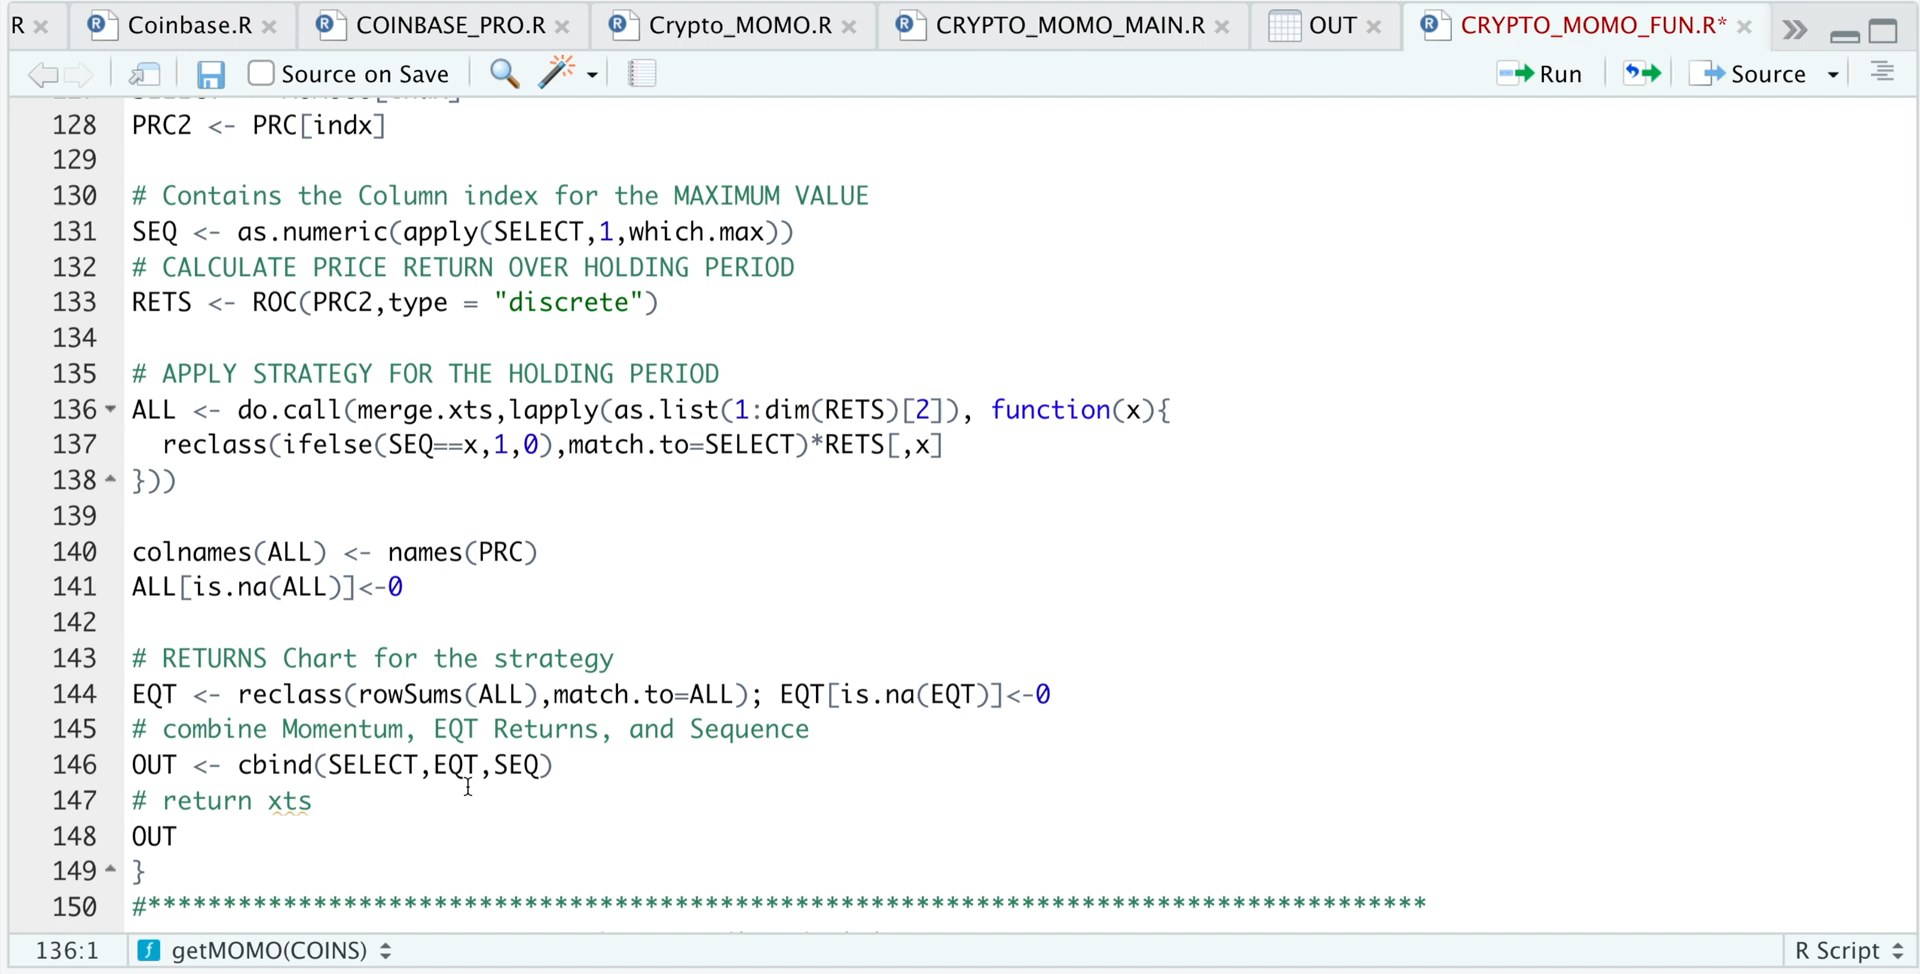 R Coinbase.R COINBASE_PRO.R Crypto_MOMO.R CRYPTO_MOMO_MAIN.R OUT CRYPTO_MOMO_FUN.R*
Source on Save Run Source
128 PRC2 <- PRC[indx]
129
130 # Contains the Column index for the MAXIMUM VALUE
131 SEQ <- as.numeric(apply(SELECT,1,which.max))
132 # CALCULATE PRICE RETURN OVER HOLDING PERIOD
133 RETS <- ROC(PRC2,type = "discrete")
134
135 # APPLY STRATEGY FOR THE HOLDING PERIOD
136 ALL <- do.call(merge.xts,lapply(as.list(1:dim(RETS)[2]), function(x){
137   reclass(ifelse(SEQ==x,1,0),match.to=SELECT)*RETS[,x]
138 }))
139
140 colnames(ALL) <- names(PRC)
141 ALL[is.na(ALL)]<-0
142
143 # RETURNS Chart for the strategy
144 EQT <- reclass(rowSums(ALL),match.to=ALL); EQT[is.na(EQT)]<-0
145 # combine Momentum, EQT Returns, and Sequence
146 OUT <- cbind(SELECT,EQT,SEQ)
147 # return xts
148 OUT
149 }
150 #*************************************************************************************
136:1 getMOMO(COINS) R Script